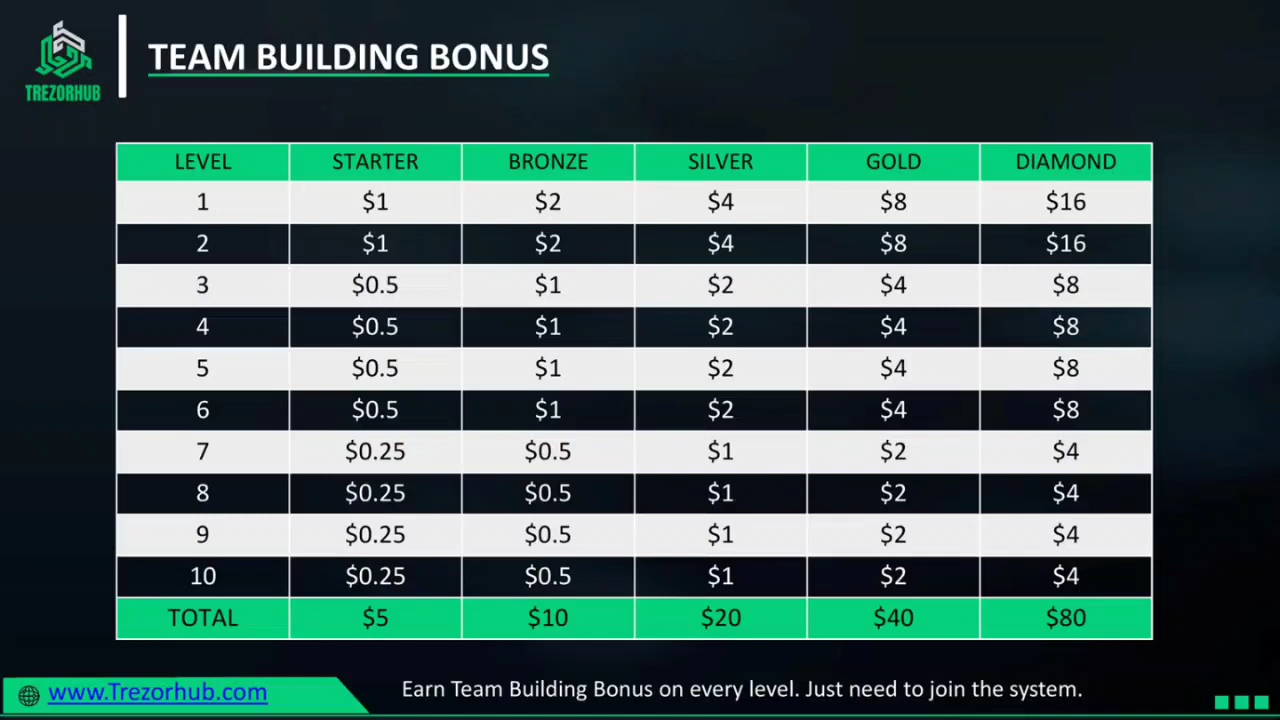 TREZORHUB
TEAM BUILDING BONUS
LEVEL STARTER BRONZE SILVER GOLD DIAMOND
1 $1 $2 $4 $8 $16
2 $1 $2 $4 $8 $16
3 $0.5 $1 $2 $4 $8
4 $0.5 $1 $2 $4 $8
5 $0.5 $1 $2 $4 $8
6 $0.5 $1 $2 $4 $8
7 $0.25 $0.5 $1 $2 $4
8 $0.25 $0.5 $1 $2 $4
9 $0.25 $0.5 $1 $2 $4
10 $0.25 $0.5 $1 $2 $4
TOTAL $5 $10 $20 $40 $80
www.Trezorhub.com
Earn Team Building Bonus on every level. Just need to join the system.